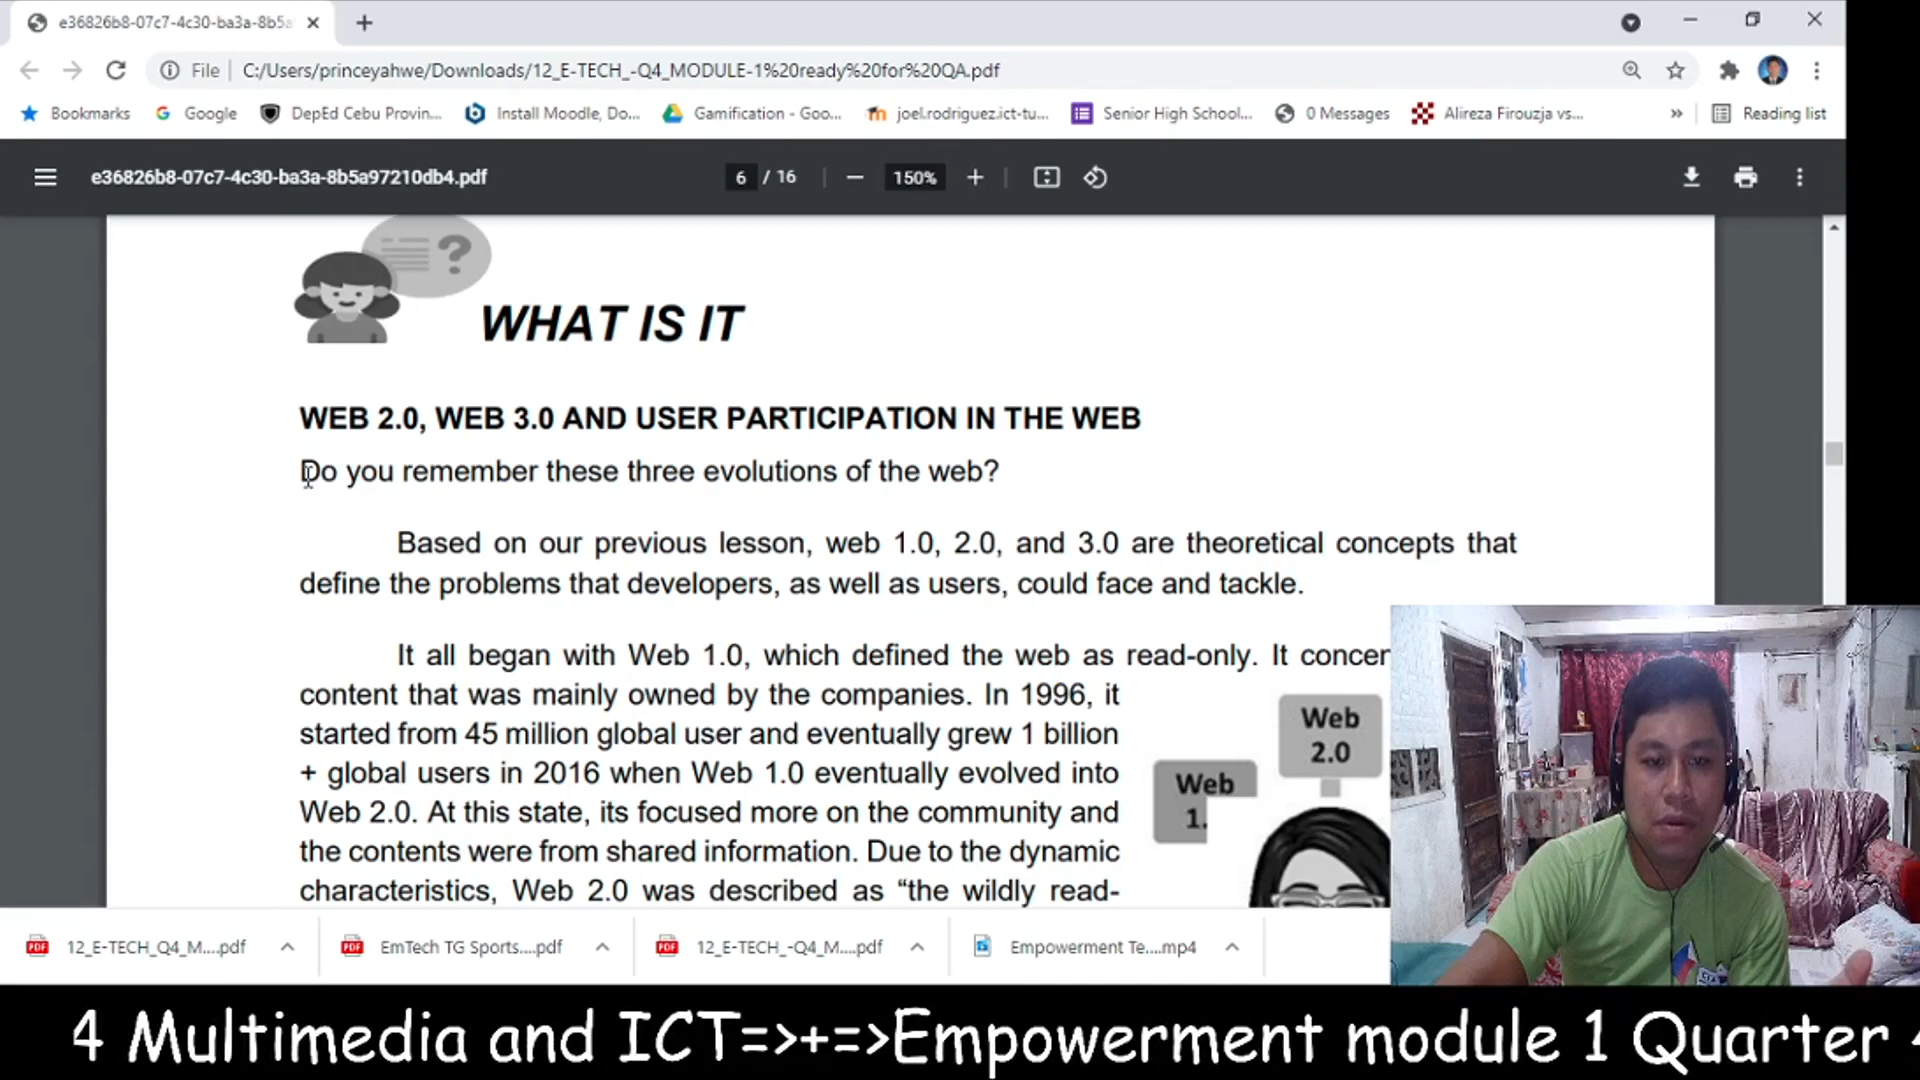 e36826b8-07c7-4c30-ba3a-8b5a
File C:/Users/princeyahwe/Downloads/12_E-TECH_-Q4_MODULE-1%20ready%20for%20QA.pdf
Bookmarks Google DepEd Cebu Provin... Install Moodle, Do... Gamification - Goo... joel.rodriguez.ict-tu... Senior High School... 0 Messages Alireza Firouzja vs... » Reading list
e36826b8-07c7-4c30-ba3a-8b5a97210db4.pdf 6 / 16 150%
?
WHAT IS IT
WEB 2.0, WEB 3.0 AND USER PARTICIPATION IN THE WEB
Do you remember these three evolutions of the web?
Based on our previous lesson, web 1.0, 2.0, and 3.0 are theoretical concepts that
define the problems that developers, as well as users, could face and tackle.
It all began with Web 1.0, which defined the web as read-only. It concer
content that was mainly owned by the companies. In 1996, it
started from 45 million global user and eventually grew 1 billion
+ global users in 2016 when Web 1.0 eventually evolved into
Web 2.0. At this state, its focused more on the community and
the contents were from shared information. Due to the dynamic
characteristics, Web 2.0 was described as “the wildly read-
Web
2.0
Web
1.
PDF 12_E-TECH_Q4_M....pdf PDF EmTech TG Sports....pdf PDF 12_E-TECH_-Q4_M....pdf Empowerment Te....mp4
4 Multimedia and ICT=>+=>Empowerment module 1 Quarter